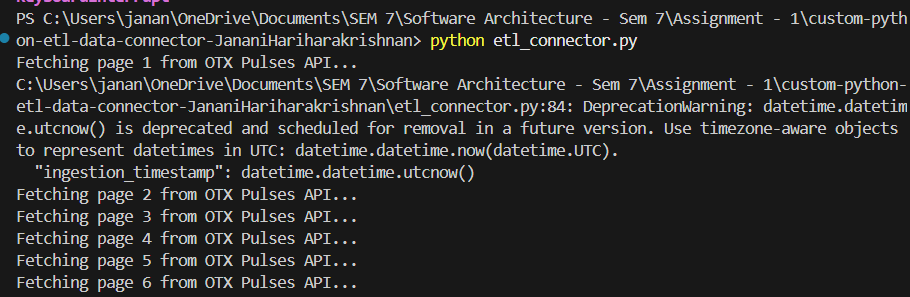 KeyboardInterrupt
PS C:\Users\janan\OneDrive\Documents\SEM 7\Software Architecture - Sem 7\Assignment - 1\custom-pyth
on-etl-data-connector-JananiHariharakrishnan> python etl_connector.py
Fetching page 1 from OTX Pulses API...
C:\Users\janan\OneDrive\Documents\SEM 7\Software Architecture - Sem 7\Assignment - 1\custom-python-
etl-data-connector-JananiHariharakrishnan\etl_connector.py:84: DeprecationWarning: datetime.datetim
e.utcnow() is deprecated and scheduled for removal in a future version. Use timezone-aware objects
to represent datetimes in UTC: datetime.datetime.now(datetime.UTC).
"ingestion_timestamp": datetime.datetime.utcnow()
Fetching page 2 from OTX Pulses API...
Fetching page 3 from OTX Pulses API...
Fetching page 4 from OTX Pulses API...
Fetching page 5 from OTX Pulses API...
Fetching page 6 from OTX Pulses API...